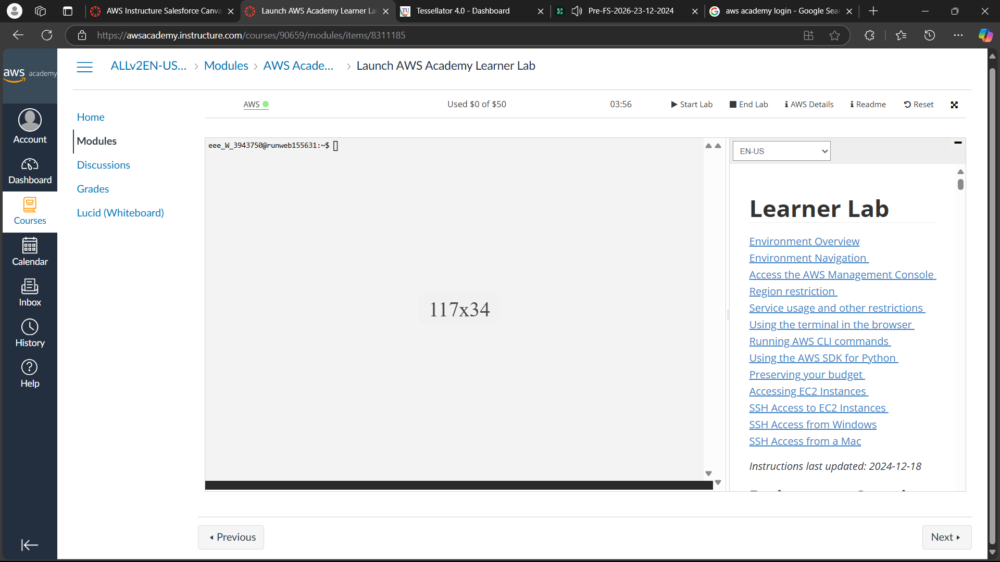 AWS Instructure Salesforce Canva
Launch AWS Academy Learner La
TU
Tessellator 4.0 - Dashboard
Pre-FS-2026-23-12-2024
aws academy login - Google Sear
https://awsacademy.instructure.com/courses/90659/modules/items/8311185
aws academy
Account
Dashboard
Courses
Calendar
Inbox
History
Help
ALLv2EN-US... > Modules > AWS Acade... > Launch AWS Academy Learner Lab
Home
Modules
Discussions
Grades
Lucid (Whiteboard)
AWS
Used $0 of $50
03:56
Start Lab
End Lab
AWS Details
Readme
Reset
eee_W_3943750@runweb155631:~$
117x34
EN-US
Learner Lab
Environment Overview
Environment Navigation
Access the AWS Management Console
Region restriction
Service usage and other restrictions
Using the terminal in the browser
Running AWS CLI commands
Using the AWS SDK for Python
Preserving your budget
Accessing EC2 Instances
SSH Access to EC2 Instances
SSH Access from Windows
SSH Access from a Mac
Instructions last updated: 2024-12-18
Previous
Next